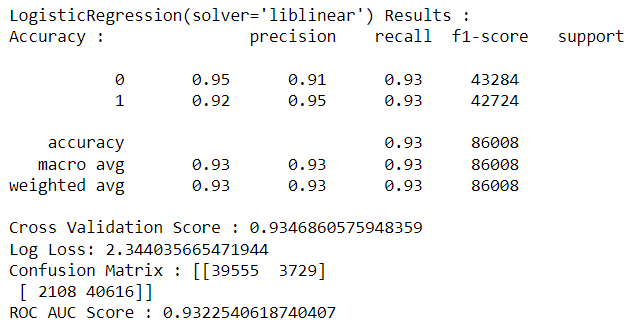 LogisticRegression(solver='liblinear') Results :
Accuracy :               precision    recall  f1-score   support

           0       0.95      0.91      0.93     43284
           1       0.92      0.95      0.93     42724

    accuracy                           0.93     86008
   macro avg       0.93      0.93      0.93     86008
weighted avg       0.93      0.93      0.93     86008

Cross Validation Score : 0.9346860575948359
Log Loss: 2.344035665471944
Confusion Matrix : [[39555  3729]
 [ 2108 40616]]
ROC AUC Score : 0.9322540618740407